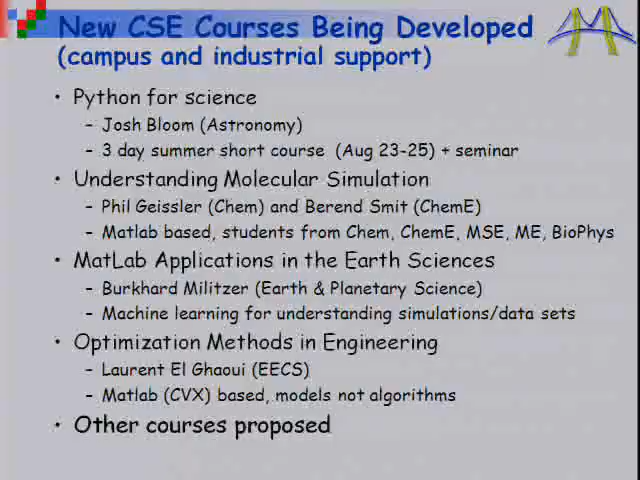 New CSE Courses Being Developed
(campus and industrial support)
• Python for science
– Josh Bloom (Astronomy)
– 3 day summer short course (Aug 23-25) + seminar
• Understanding Molecular Simulation
– Phil Geissler (Chem) and Berend Smit (ChemE)
– Matlab based, students from Chem, ChemE, MSE, ME, BioPhys
• MatLab Applications in the Earth Sciences
– Burkhard Militzer (Earth & Planetary Science)
– Machine learning for understanding simulations/data sets
• Optimization Methods in Engineering
– Laurent El Ghaoui (EECS)
– Matlab (CVX) based, models not algorithms
• Other courses proposed